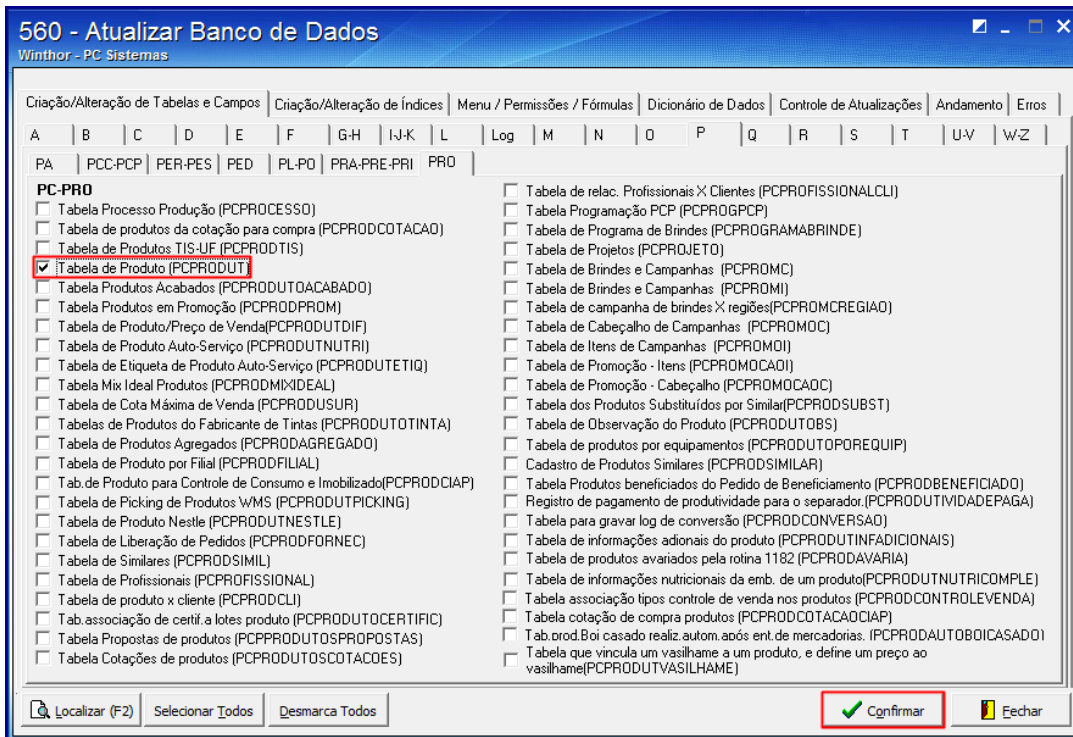 560 - Atualizar Banco de Dados
Winthor - PC Sistemas
Criação/Alteração de Tabelas e Campos Criação/Alteração de Índices Menu / Permissões / Fórmulas Dicionário de Dados Controle de Atualizações Andamento Erros
A B C D E F G-H I-J-K L Log M N O P Q R S T U-V W-Z
PA PCC-PCP PER-PES PED PL-PO PRA-PRE-PRI PRO
PC-PRO
Tabela Processo Produção (PCPROCESSO)
Tabela de produtos da cotação para compra (PCPRODCOTACAO)
Tabela de Produtos TIS-UF (PCPRODTIS)
Tabela de Produto (PCPRODUT)
Tabela Produtos Acabados (PCPRODUTOACABADO)
Tabela Produtos em Promoção (PCPRODPROM)
Tabela de Produto/Preço de Venda(PCPRODUTDIF)
Tabela de Produto Auto-Serviço (PCPRODUTNUTRI)
Tabela de Etiqueta de Produto Auto-Serviço (PCPRODUTETIQ)
Tabela Mix Ideal Produtos (PCPRODMIXIDEAL)
Tabela de Cota Máxima de Venda (PCPRODUSUR)
Tabelas de Produtos do Fabricante de Tintas (PCPRODUTOTINTA)
Tabela de Produtos Agregados (PCPRODAGREGADO)
Tabela de Produto por Filial (PCPRODFILIAL)
Tab.de Produto para Controle de Consumo e Imobilizado(PCPRODCIAP)
Tabela de Picking de Produtos WMS (PCPRODUTPICKING)
Tabela de Produto Nestle (PCPRODUTNESTLE)
Tabela de Liberação de Pedidos (PCPRODFORNEC)
Tabela de Similares (PCPRODSIMIL)
Tabela de Profissionais (PCPROFISSIONAL)
Tabela de produto x cliente (PCPRODCLI)
Tab.associação de certif.a lotes produto (PCPRODUTOCERTIFIC)
Tabela Propostas de produtos (PCPPRODUTOSPROPOSTAS)
Tabela Cotações de produtos (PCPRODUTOSCOTACOES)
Tabela de relac. Profissionais X Clientes (PCPROFISSIONALCLI)
Tabela Programação PCP (PCPROGPCP)
Tabela de Programa de Brindes (PCPROGRAMABRINDE)
Tabela de Projetos (PCPROJETO)
Tabela de Brindes e Campanhas (PCPROMC)
Tabela de Brindes e Campanhas (PCPROMI)
Tabela de campanha de brindes X regiões(PCPROMCREGIAO)
Tabela de Cabeçalho de Campanhas (PCPROMOC)
Tabela de Itens de Campanhas (PCPROMOI)
Tabela de Promoção - Itens (PCPROMOCAOI)
Tabela de Promoção - Cabeçalho (PCPROMOCAOC)
Tabela dos Produtos Substituídos por Similar(PCPRODSUBST)
Tabela de Observação do Produto (PCPRODUTOBS)
Tabela de produtos por equipamentos (PCPRODUTOPOREQUIP)
Cadastro de Produtos Similares (PCPRODSIMILAR)
Tabela Produtos beneficiados do Pedido de Beneficiamento (PCPRODBENEFICIADO)
Registro de pagamento de produtividade para o separador.(PCPRODUTIVIDADEPAGA)
Tabela para gravar log de conversão (PCPRODCONVERSAO)
Tabela de informações adionais do produto (PCPRODUTINFADICIONAIS)
Tabela de produtos avariados pela rotina 1182 (PCPRODAVARIA)
Tabela de informações nutricionais da emb. de um produto(PCPRODUTNUTRICOMPLE)
Tabela associação tipos controle de venda nos produtos (PCPRODCONTROLEVENDA)
Tabela cotação de compra produtos (PCPRODCOTACAOCIAP)
Tab.prod.Boi casado realiz.autom.após ent.de mercadorias. (PCPRODAUTOBOICASADO)
Tabela que vincula um vasilhame a um produto, e define um preço ao
vasilhame(PCPRODUTVASILHAME)
Localizar (F2) Selecionar Todos Desmarca Todos Confirmar Fechar